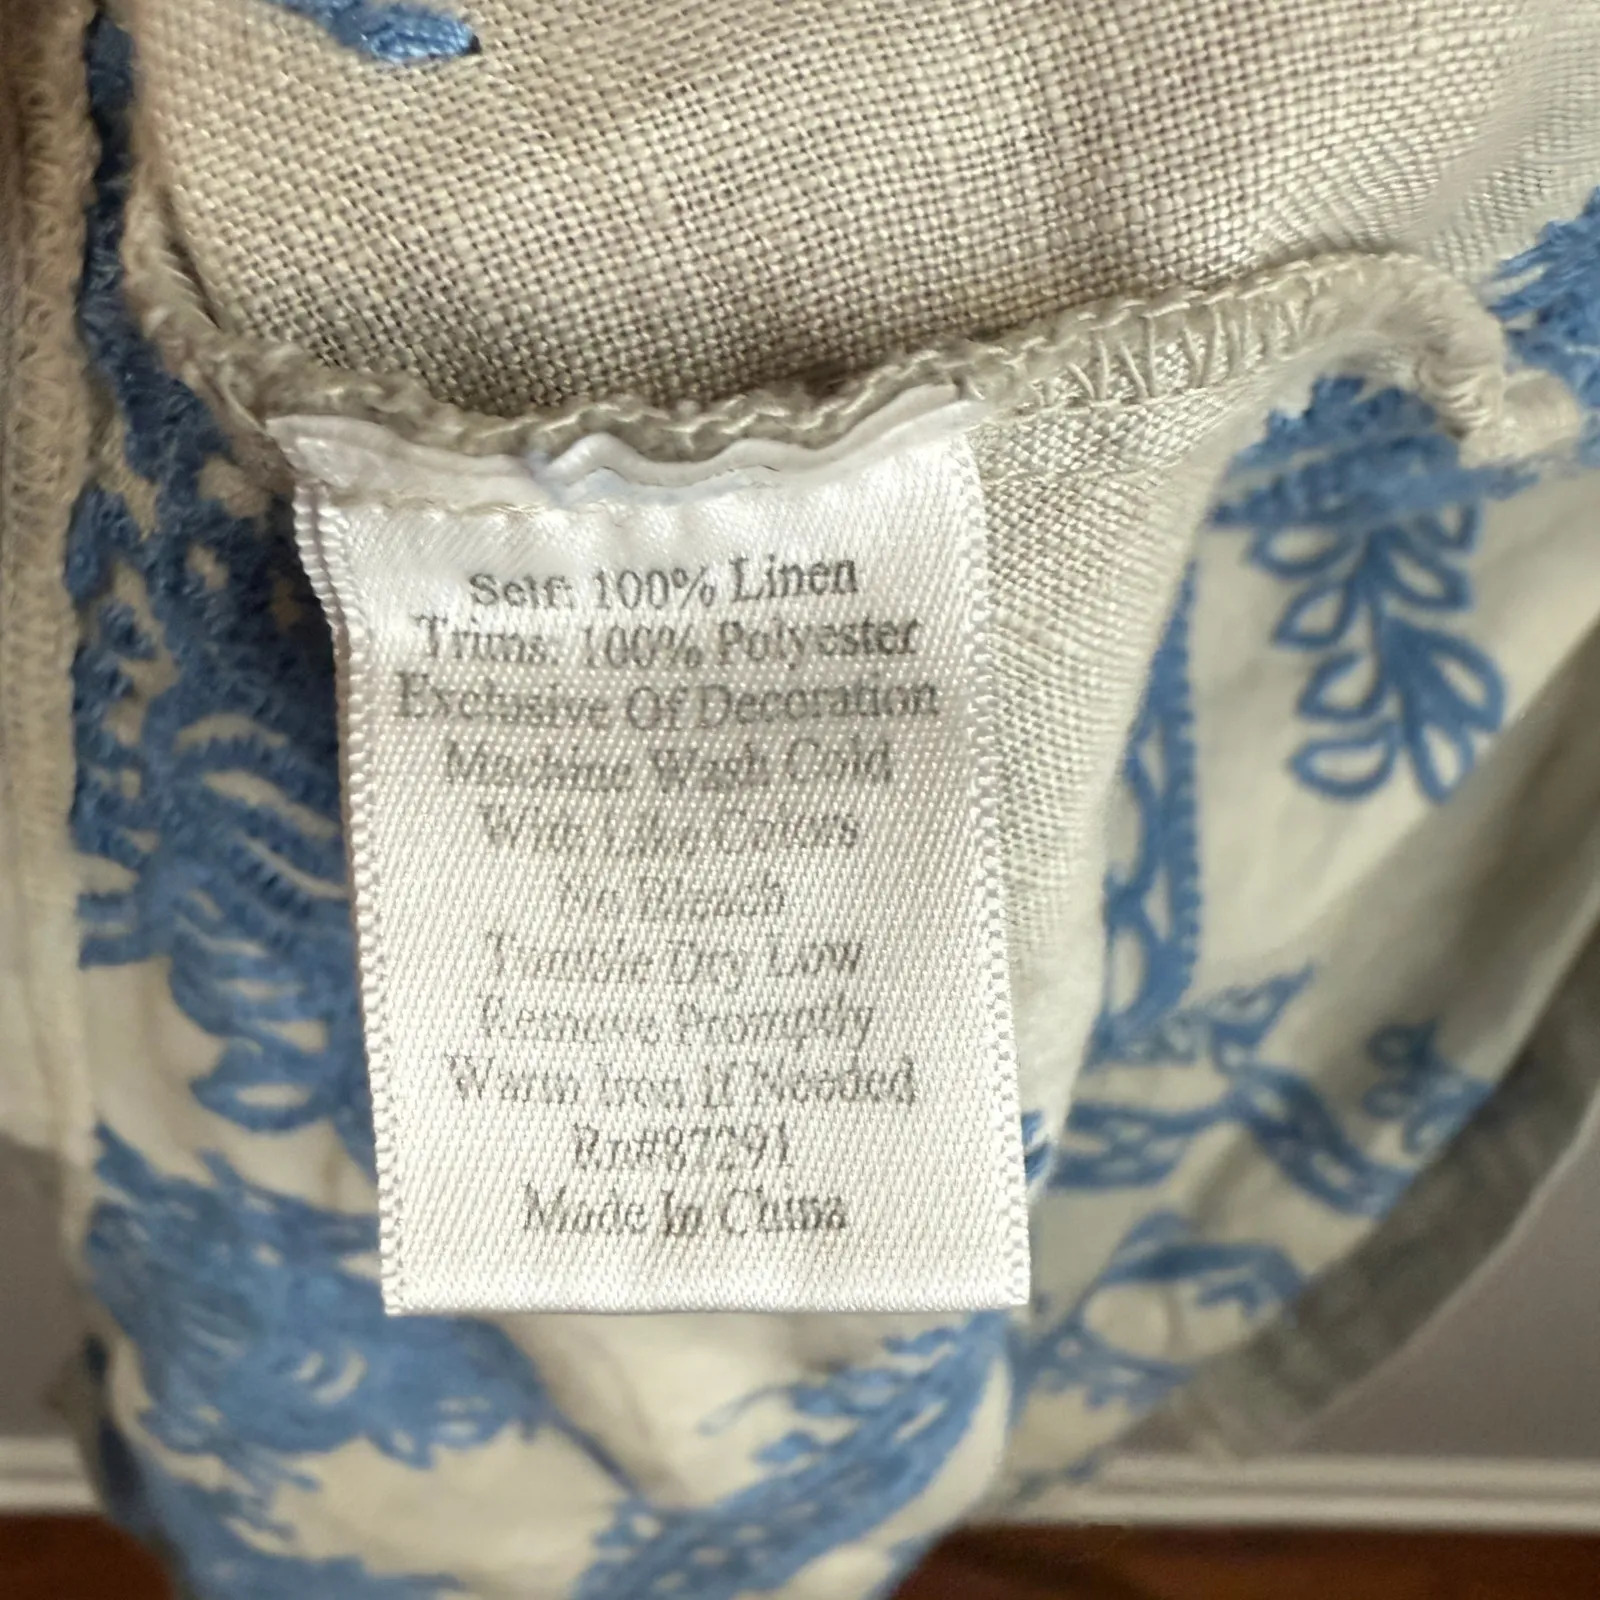 Self: 100% Linen
Trims: 100% Polyester
Exclusive Of Decoration
Machine Wash Cold
With Like Colors
No Bleach
Tumble Dry Low
Remove Promptly
Warm Iron If Needed
Rn#87291
Made In China